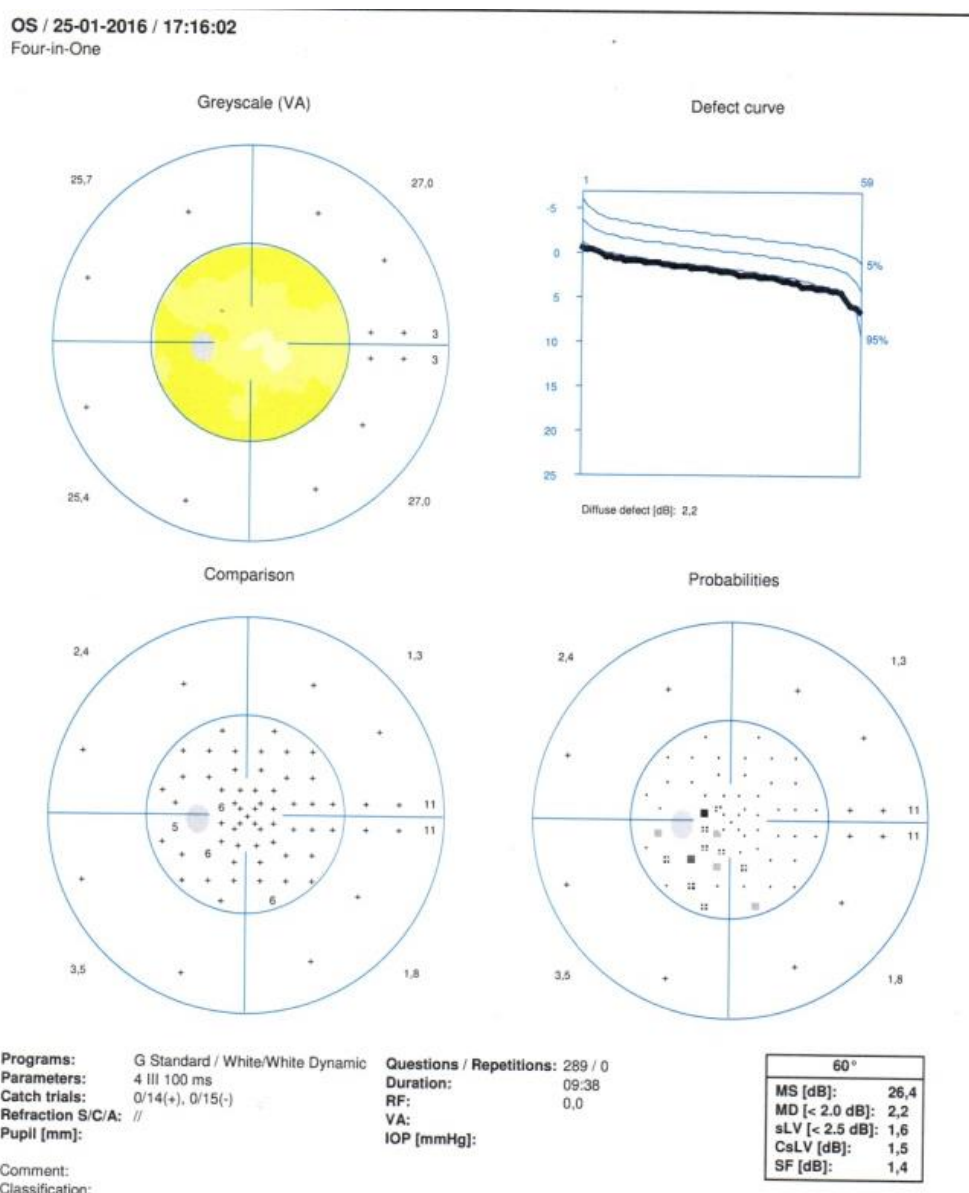 OS / 25-01-2016 / 17:16:02
Four-in-One
Greyscale (VA)
25,7
27,0
3
3
25,4
27,0
Defect curve
1
59
-5
0
5
10
15
20
25
5%
95%
Diffuse defect [dB]: 2,2
Comparison
2,4
1,3
6
11
5
11
6
6
3,5
1,8
Probabilities
2,4
1,3
11
11
3,5
1,8
Programs: G Standard / White/White Dynamic
Parameters: 4 III 100 ms
Catch trials: 0/14(+), 0/15(-)
Refraction S/C/A: //
Pupil [mm]:
Questions / Repetitions: 289 / 0
Duration: 09:38
RF: 0,0
VA:
IOP [mmHg]:
60°
MS [dB]: 26,4
MD [< 2.0 dB]: 2,2
sLV [< 2.5 dB]: 1,6
CsLV [dB]: 1,5
SF [dB]: 1,4
Comment:
Classification: